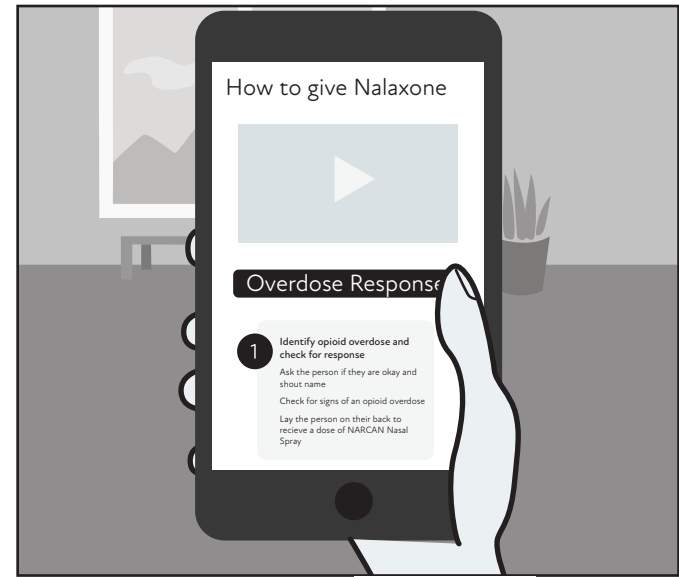 How to give Nalaxone
Overdose Response
1
Identify opioid overdose and
check for response
Ask the person if they are okay and
shout name
Check for signs of an opioid overdose
Lay the person on their back to
recieve a dose of NARCAN Nasal
Spray